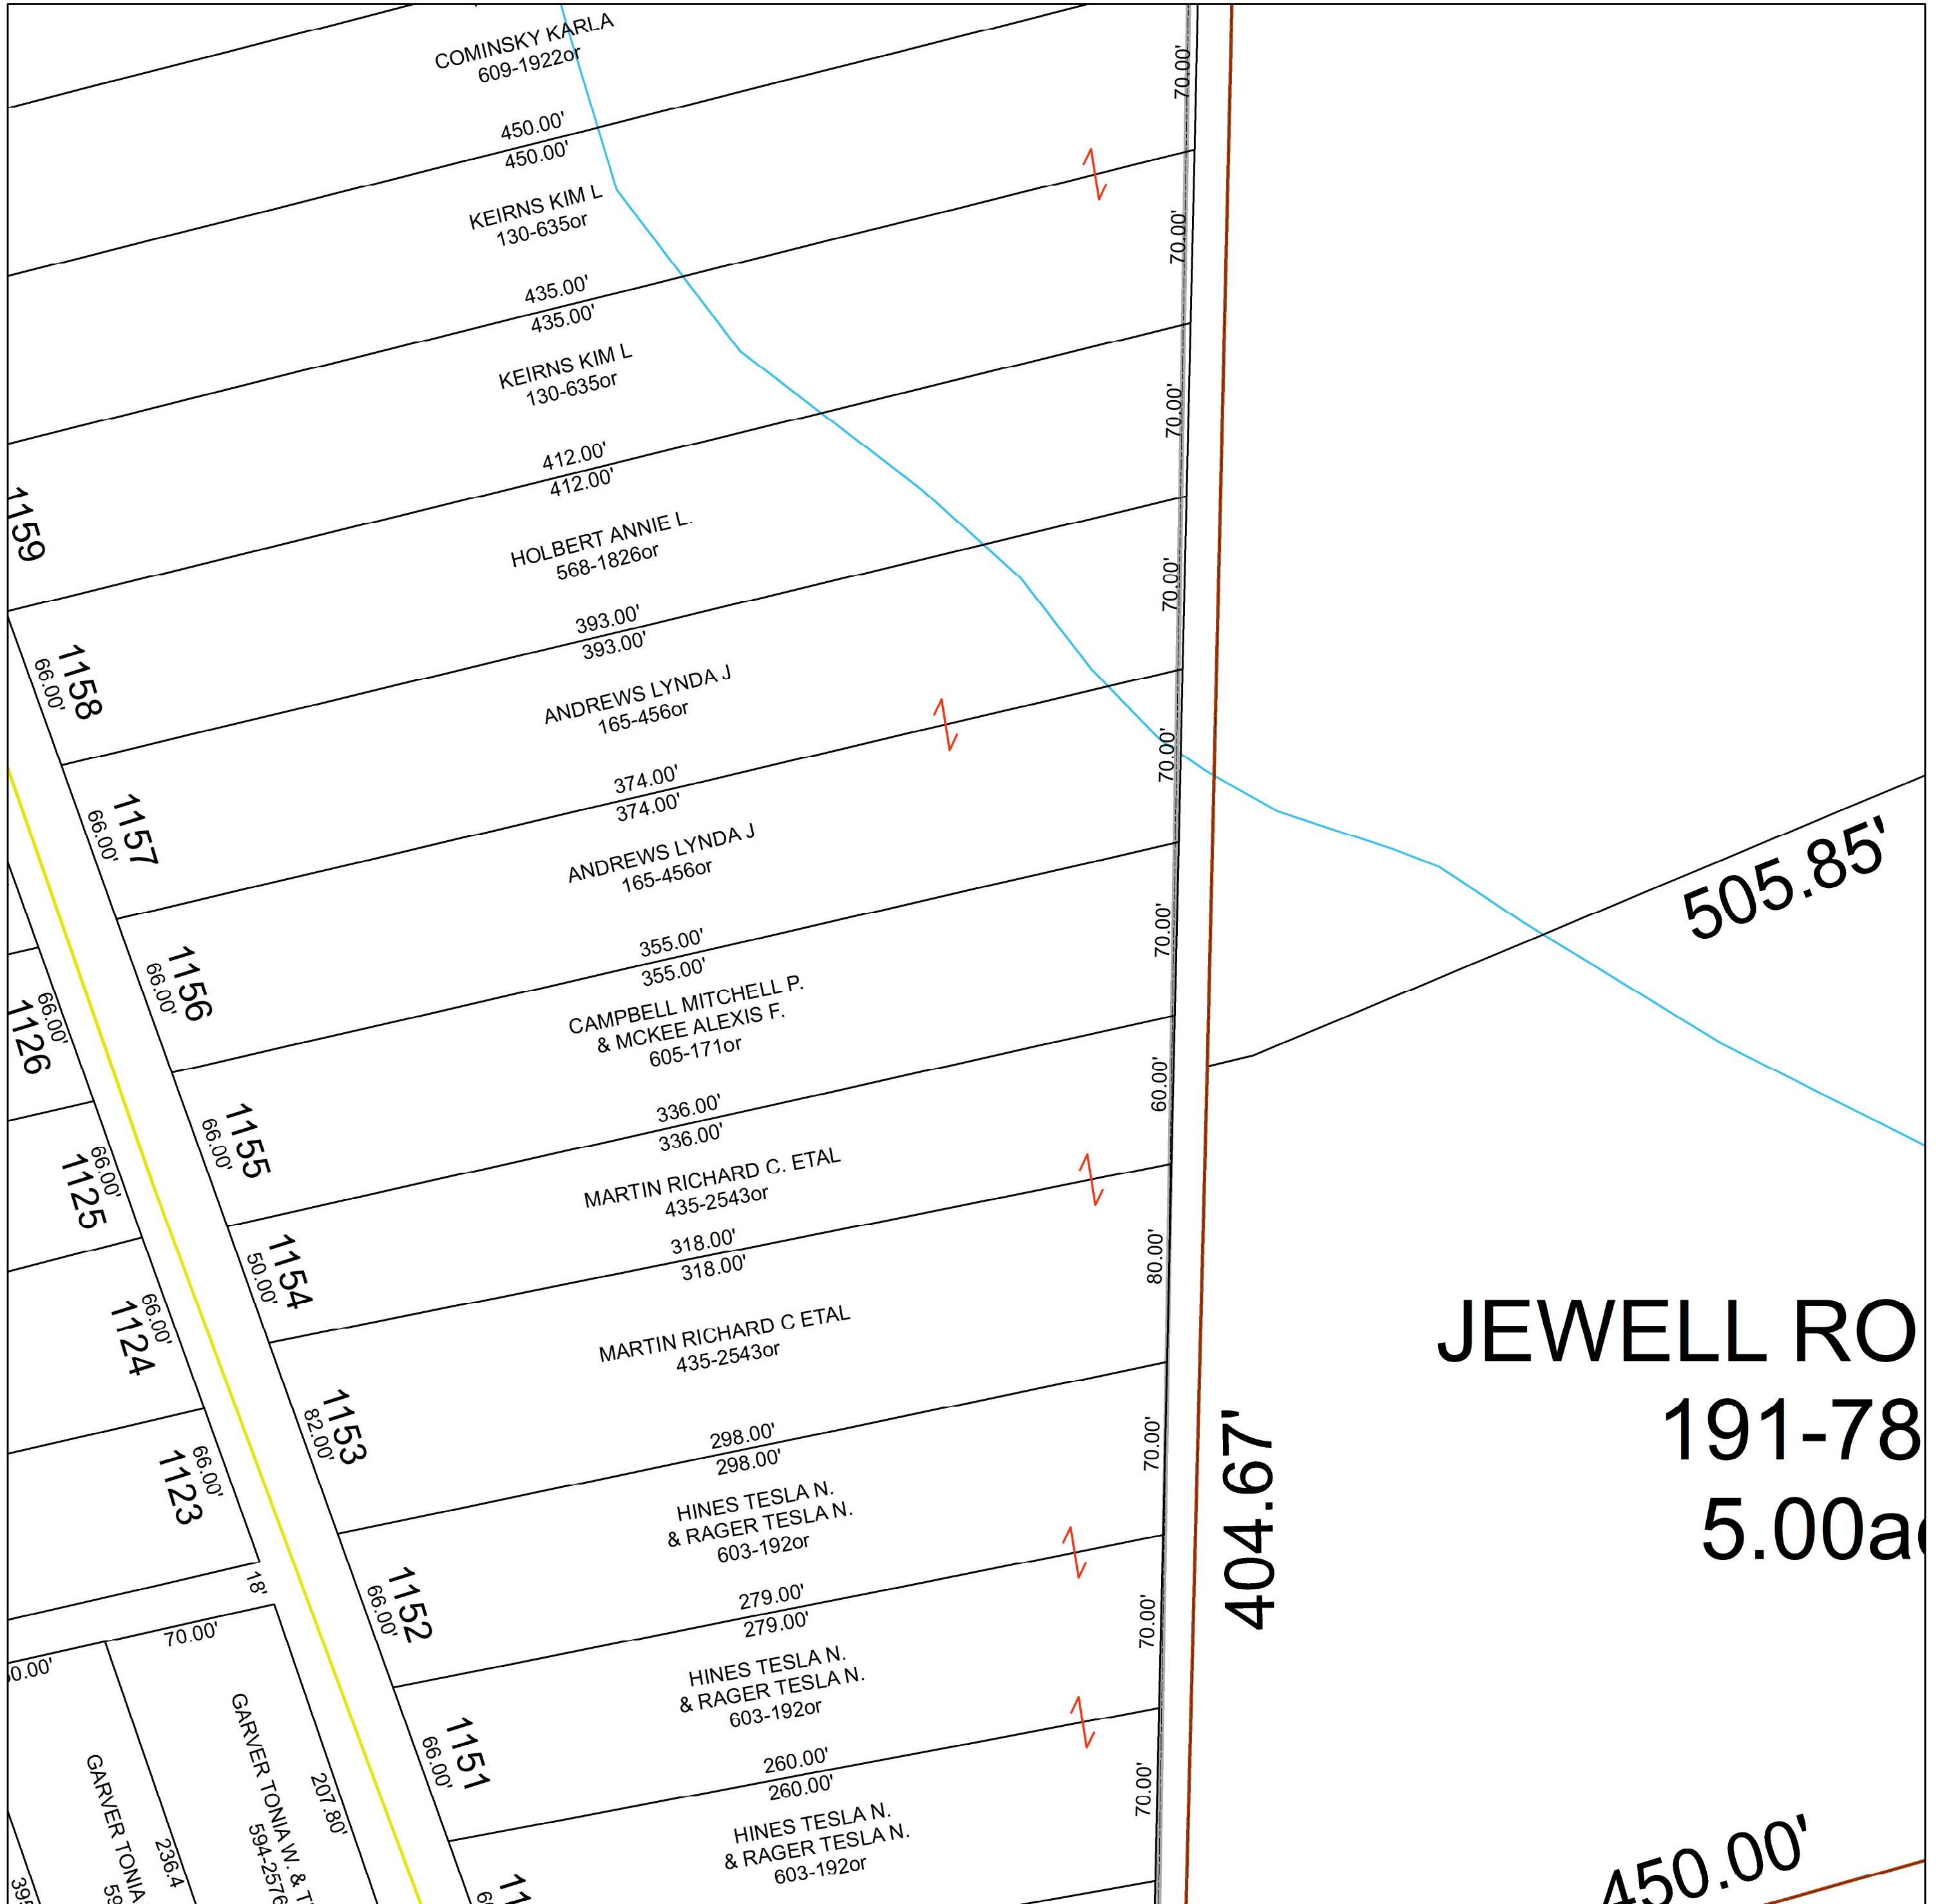 COMINSKY KARLA
609-1922or
70.00'
450.00'
450.00'
KEIRNS KIM L
130-635or
70.00'
435.00'
435.00'
KEIRNS KIM L
130-635or
70.00'
412.00'
412.00'
1159
HOLBERT ANNIE L.
568-1826or
70.00'
393.00'
393.00'
1158
66.00'
ANDREWS LYNDA J
165-456or
70.00'
374.00'
374.00'
1157
66.00'
ANDREWS LYNDA J
165-456or
70.00'
505.85'
355.00'
355.00'
1156
66.00'
CAMPBELL MITCHELL P.
& MCKEE ALEXIS F.
605-171or
60.00'
66.00'
1126
336.00'
336.00'
1155
66.00'
MARTIN RICHARD C. ETAL
435-2543or
66.00'
1125
318.00'
318.00'
80.00'
1154
50.00'
MARTIN RICHARD C ETAL
435-2543or
66.00'
1124
JEWELL RO
191-78
5.00ac
404.67'
298.00'
298.00'
70.00'
1153
82.00'
HINES TESLA N.
& RAGER TESLA N.
603-192or
66.00'
1123
279.00'
279.00'
70.00'
18'
1152
66.00'
HINES TESLA N.
& RAGER TESLA N.
603-192or
70.00'
0.00'
260.00'
260.00'
70.00'
1151
66.00'
HINES TESLA N.
& RAGER TESLA N.
603-192or
207.80'
GARVER TONIA W. & T
594-2576
GARVER TONIA
59
236.4
395
11
6
450.00'